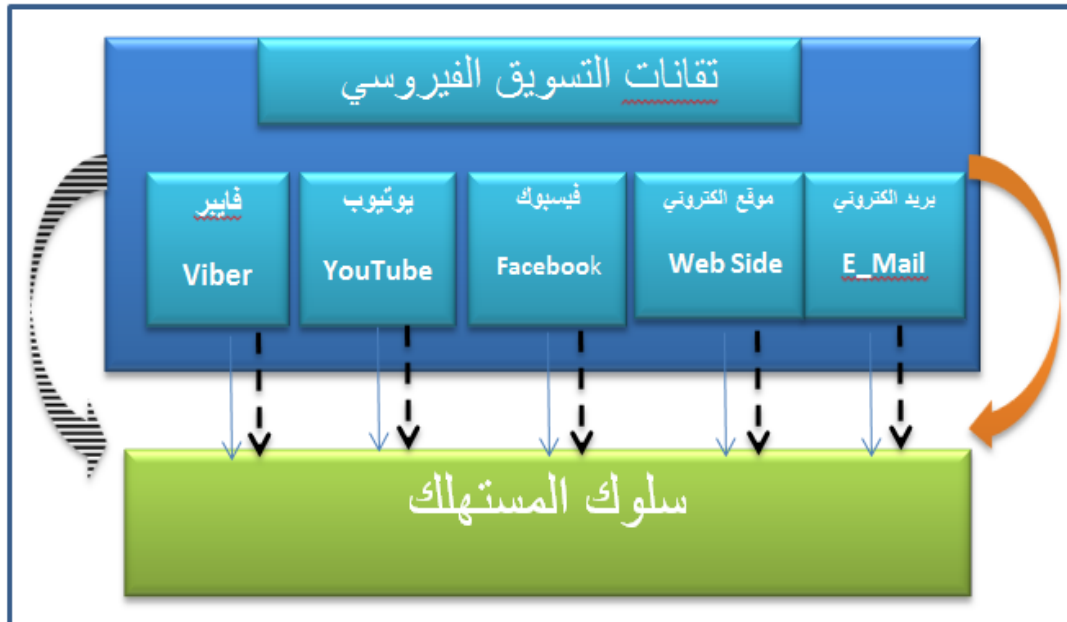 تقانات التسويق الفيروسي
بريد الكتروني
E_Mail
موقع الكتروني
Web Side
فيسبوك
Facebook
يوتيوب
YouTube
فايبر
Viber
سلوك المستهلك